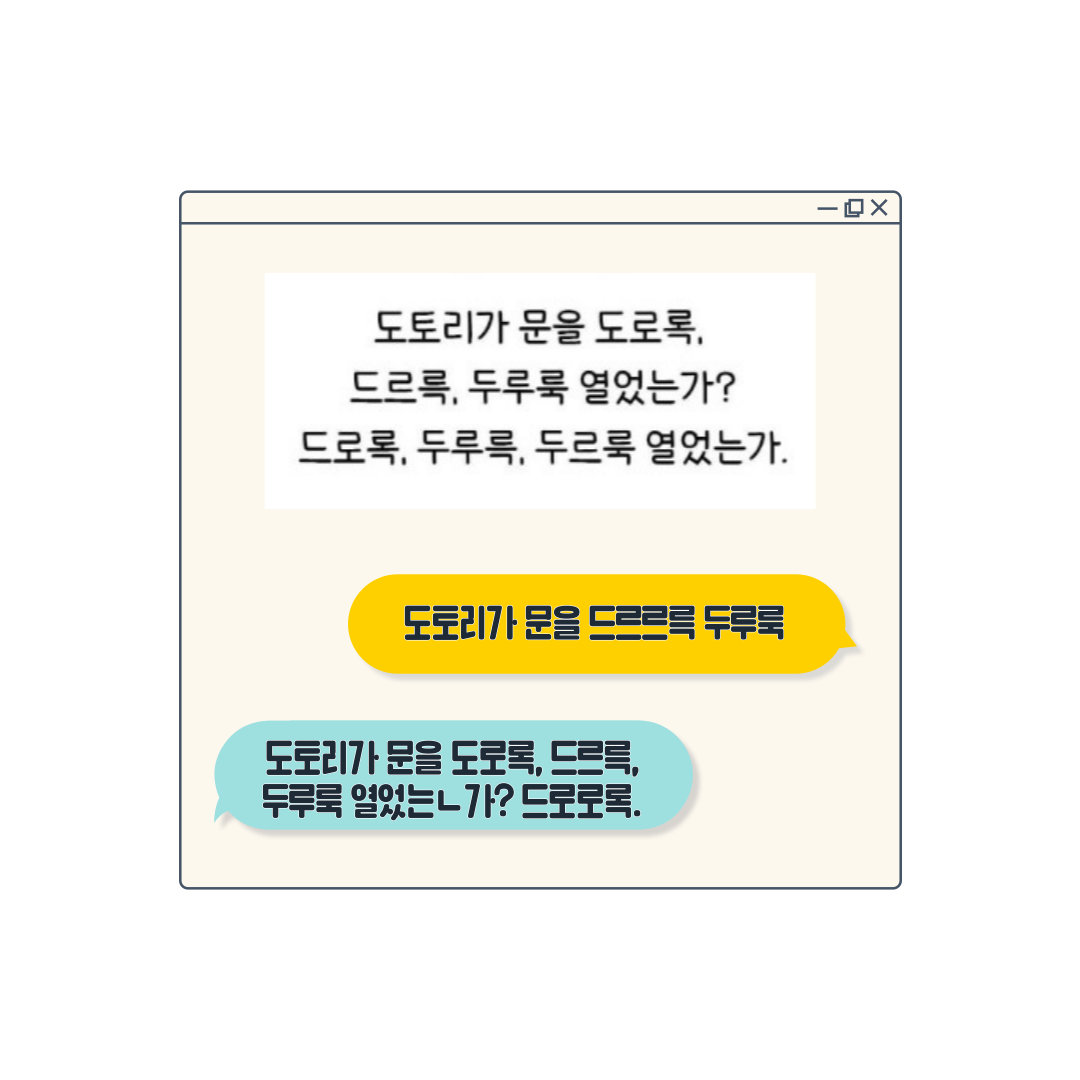 도토리가 문을 도로록,
드르륵, 두루룩 열었는가?
드로록, 두루륵, 두르룩 열었는가.
도토리가 문을 드르르륵 두루룩
도토리가 문을 도로록, 드르륵,
두루룩 열었는ㄴ가? 드로로록.